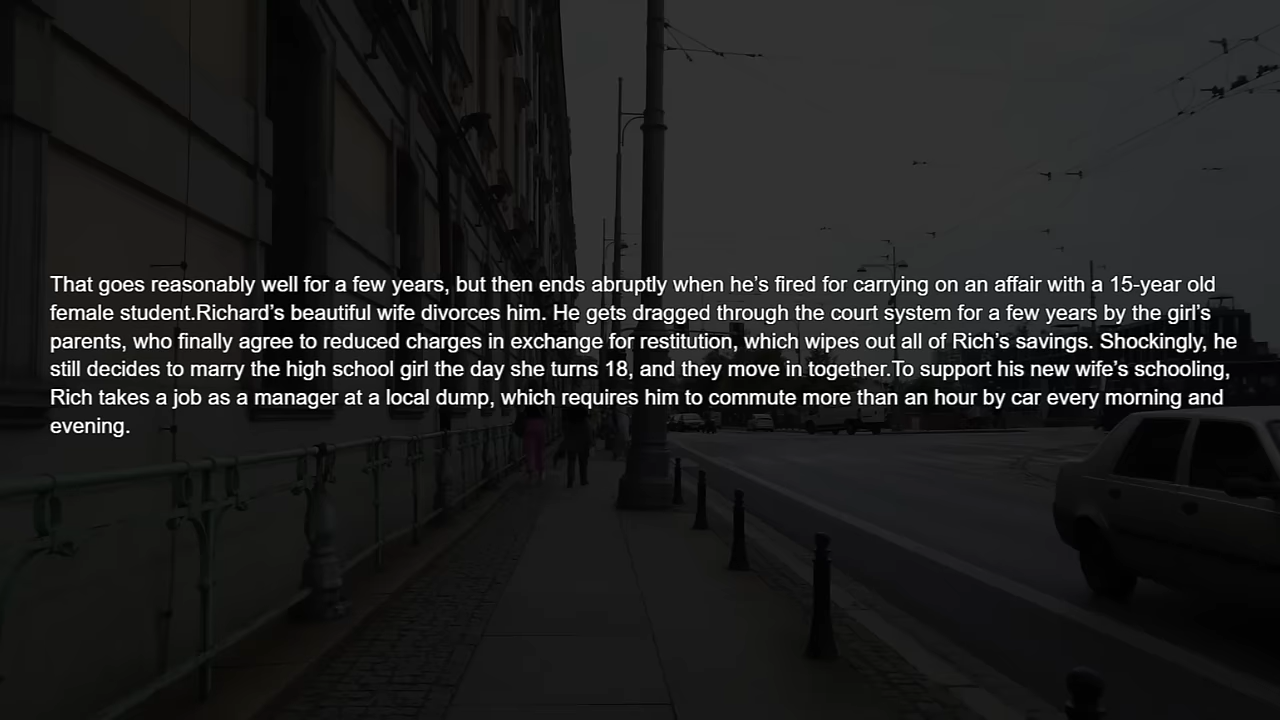 That goes reasonably well for a few years, but then ends abruptly when he’s fired for carrying on an affair with a 15-year old
female student.Richard’s beautiful wife divorces him. He gets dragged through the court system for a few years by the girl’s
parents, who finally agree to reduced charges in exchange for restitution, which wipes out all of Rich’s savings. Shockingly, he
still decides to marry the high school girl the day she turns 18, and they move in together.To support his new wife’s schooling,
Rich takes a job as a manager at a local dump, which requires him to commute more than an hour by car every morning and
evening.